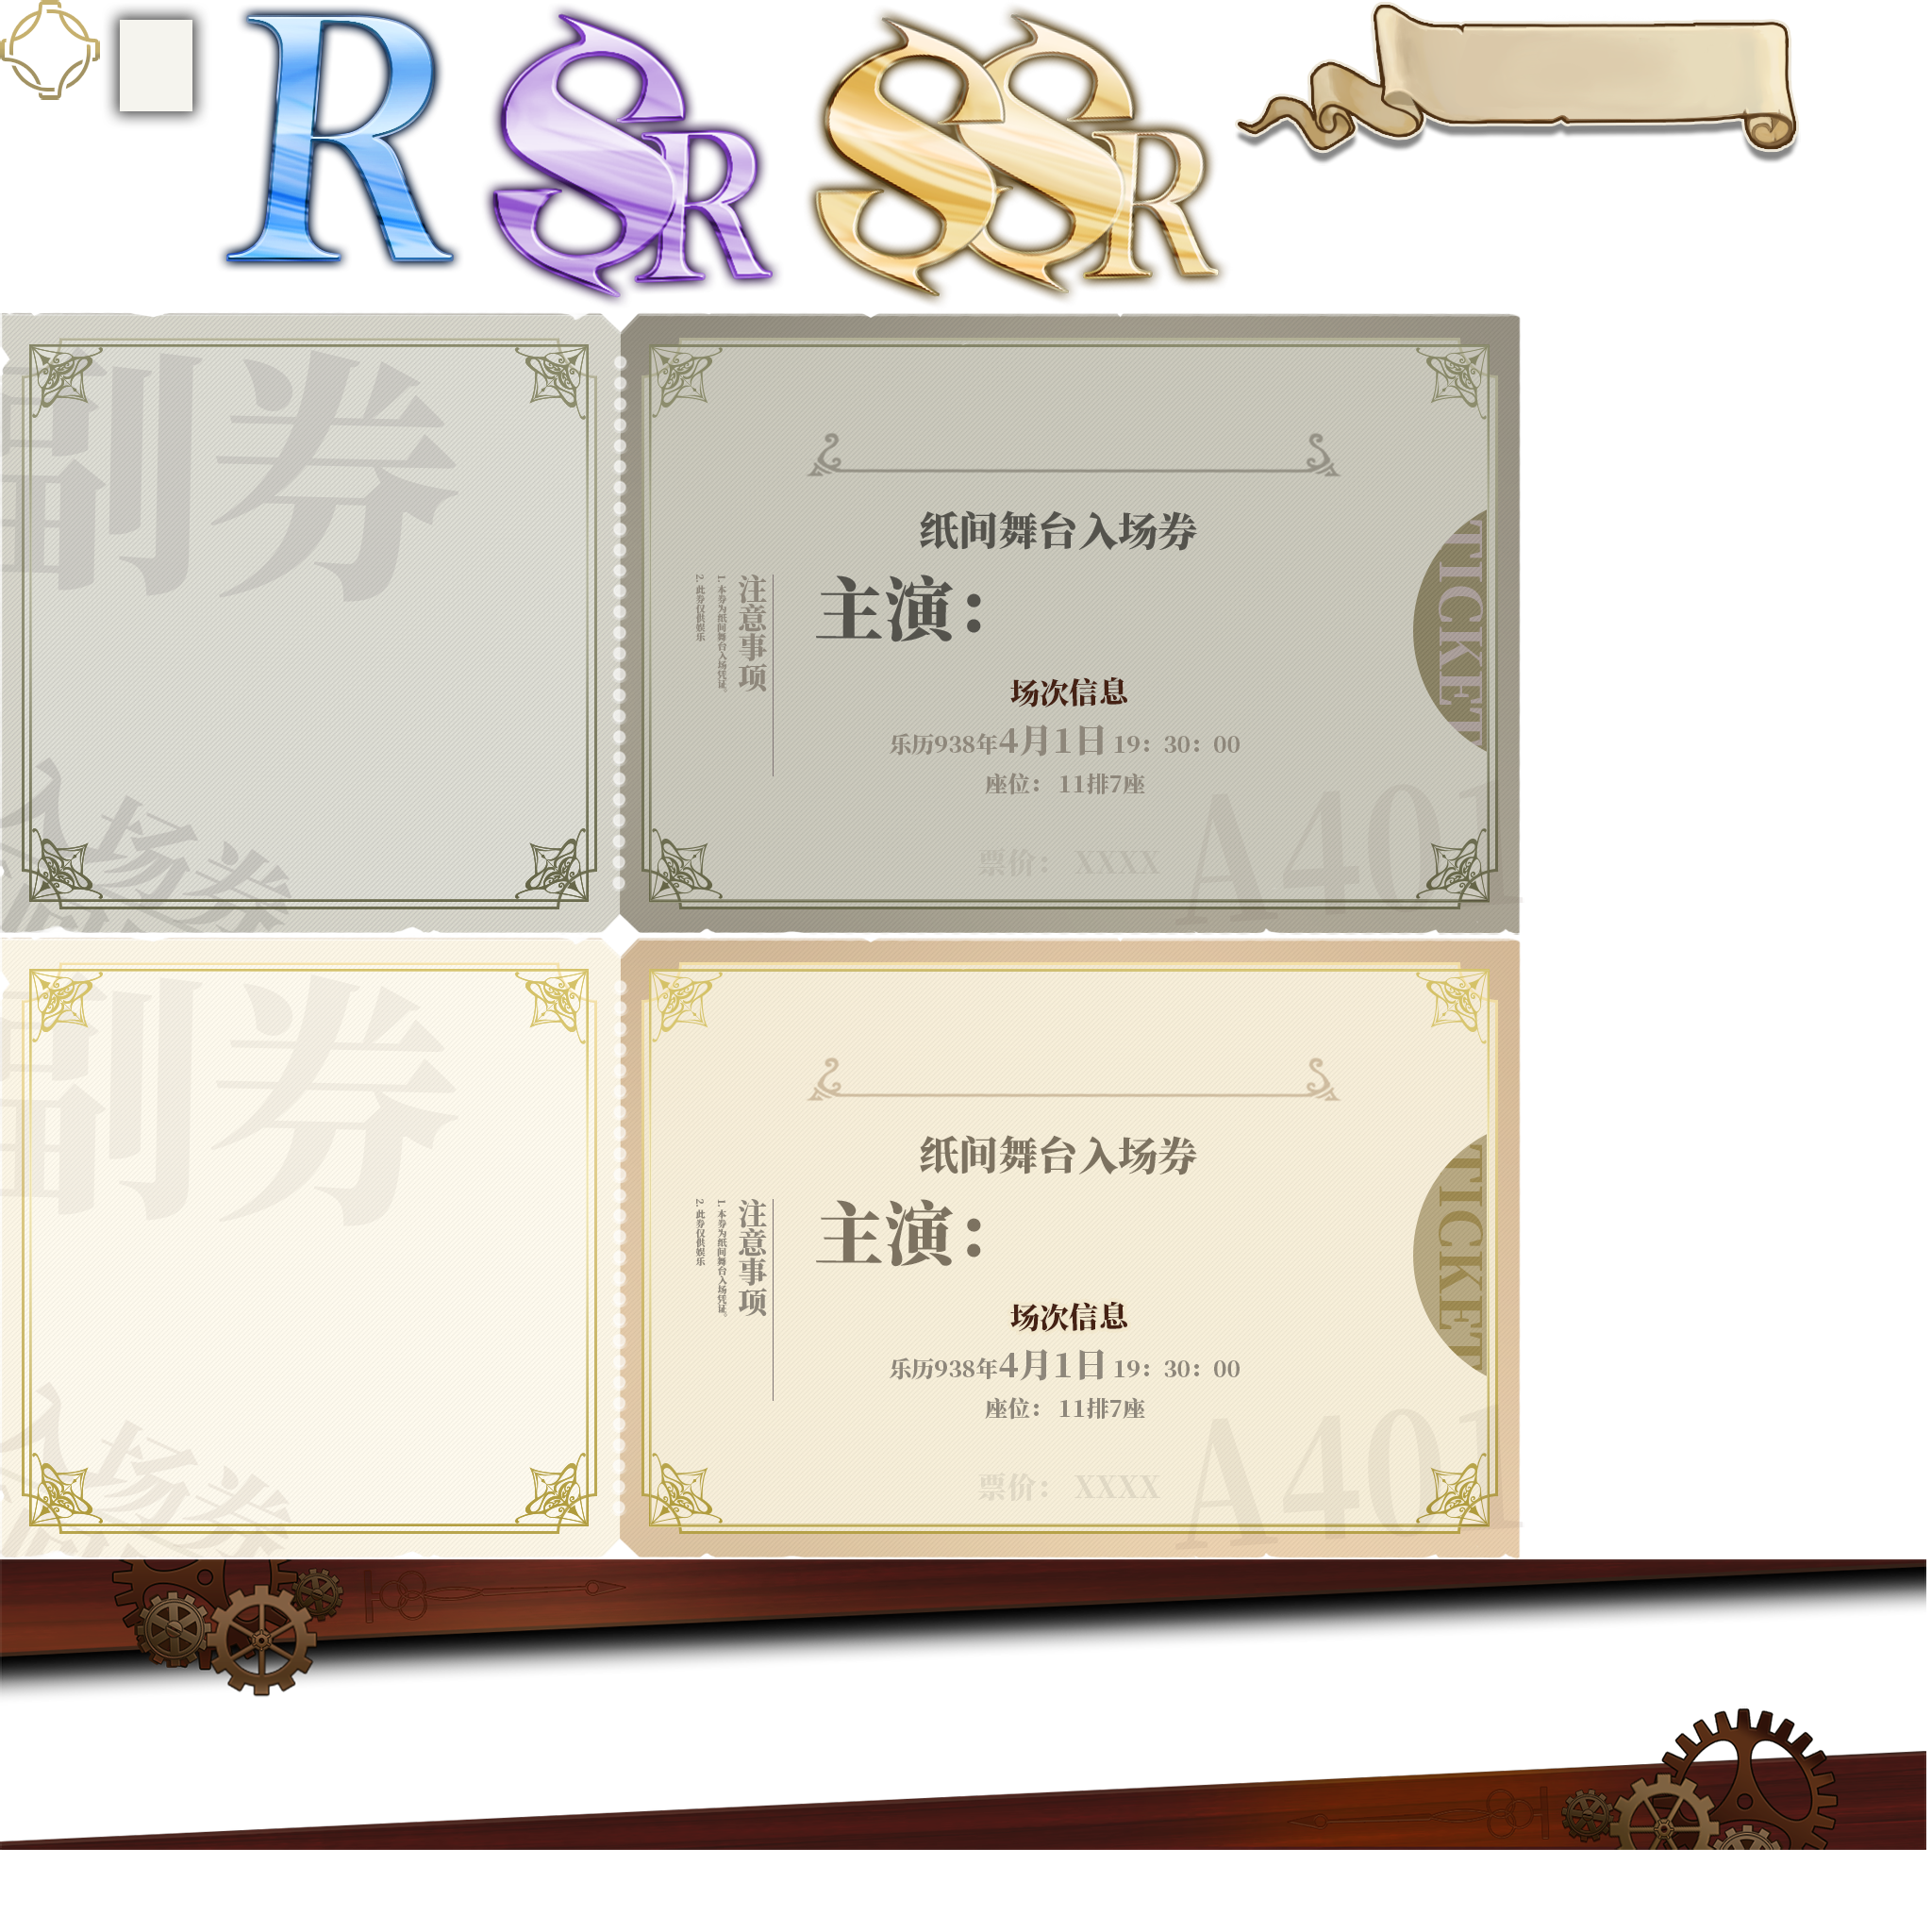 R
SR
SSR
副券
入场券
纸间舞台入场券
主演：
注意事项
1. 本券为纸间舞台入场凭证。
2. 此券仅供娱乐
场次信息
乐历938年4月1日 19：30：00
座位： 11排7座
票价： XXXX
TICKET
A401
副券
入场券
纸间舞台入场券
主演：
注意事项
1. 本券为纸间舞台入场凭证。
2. 此券仅供娱乐
场次信息
乐历938年4月1日 19：30：00
座位： 11排7座
票价： XXXX
TICKET
A401